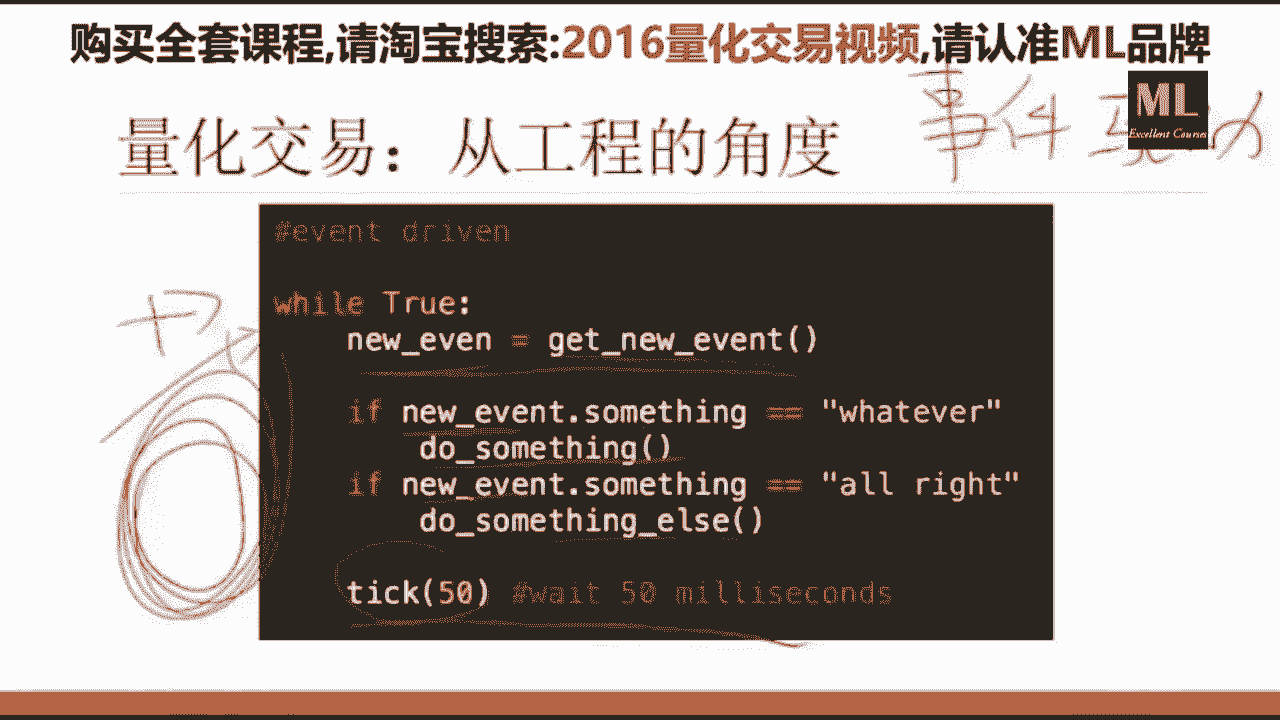 购买全套课程,请淘宝搜索:2016量化交易视频,请认准ML品牌
事件
ML
Excellent Courses
量化交易：从工程的角度
#event driven
while True:
new_even = get_new_event()
if new_event.something == "whatever"
do_something()
if new_event.something == "all right"
do_something_else()
tick(50) #wait 50 milliseconds